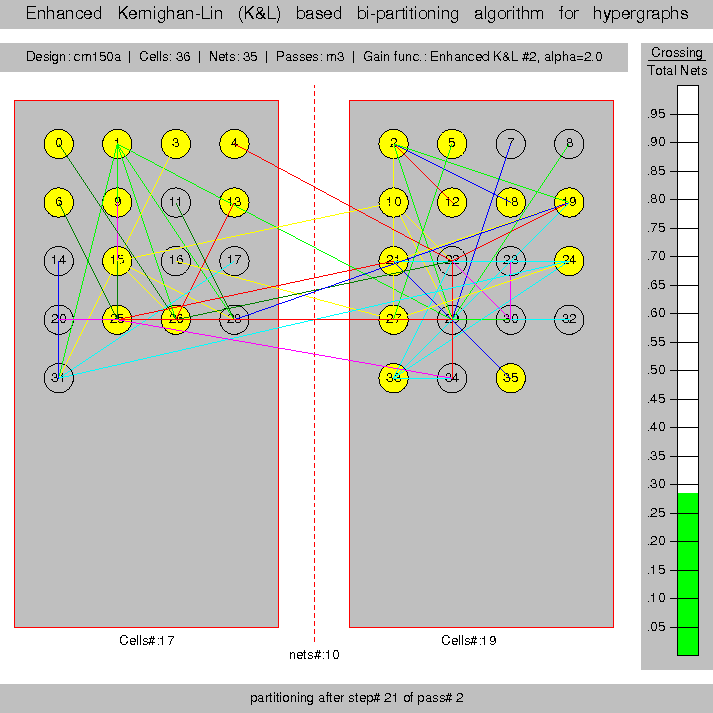 Enhanced Kernighan-Lin (K&L) based bi-partitioning algorithm for hypergraphs
Design: cm150a | Cells: 36 | Nets: 35 | Passes: m3 | Gain func.: Enhanced K&L #2, alpha=2.0
Crossing
Total Nets
0 1 3 4 2 5 7 8
6 9 11 13 10 12 18 19
14 15 16 17 21 22 23 24
20 25 26 28 27 29 30 32
31 33 34 35
.95
.90
.85
.80
.75
.70
.65
.60
.55
.50
.45
.40
.35
.30
.25
.20
.15
.10
.05
Cells#:17
Cells#:19
nets#:10
partitioning after step# 21 of pass# 2